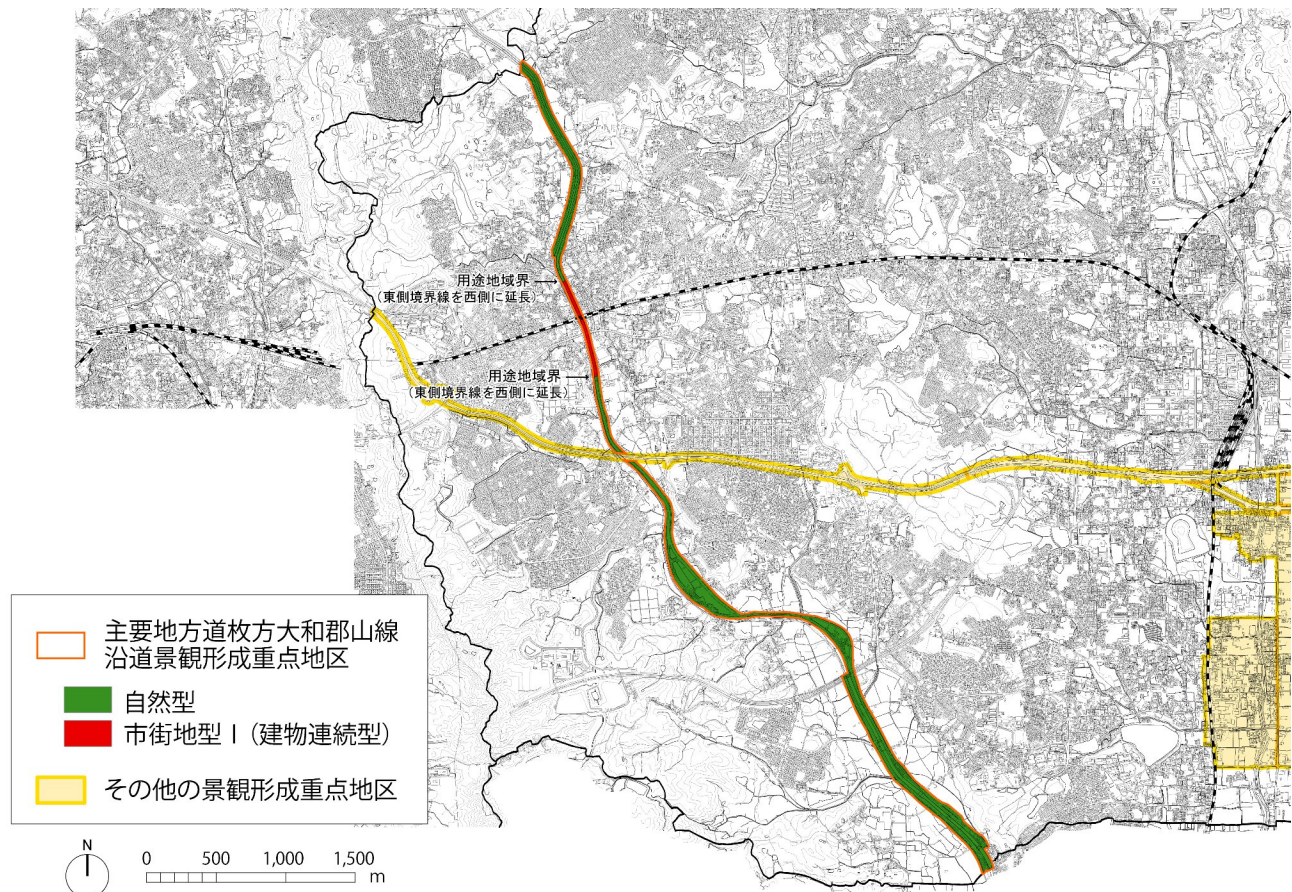 用途地域界
(東側境界線を西側に延長)
用途地域界
(東側境界線を西側に延長)
主要地方道枚方大和郡山線
沿道景観形成重点地区
自然型
市街地型Ⅰ(建物連続型)
その他の景観形成重点地区
N
0 500 1,000 1,500
m